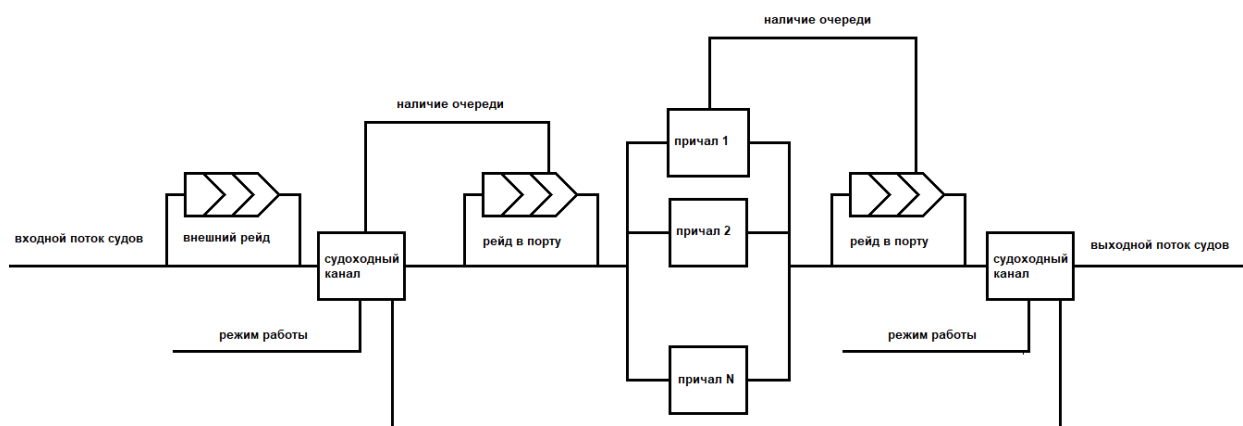 наличие очереди
наличие очереди
причал 1
входной поток судов
внешний рейд
судоходный
канал
рейд в порту
причал 2
рейд в порту
судоходный
канал
выходной поток судов
режим работы
режим работы
причал N